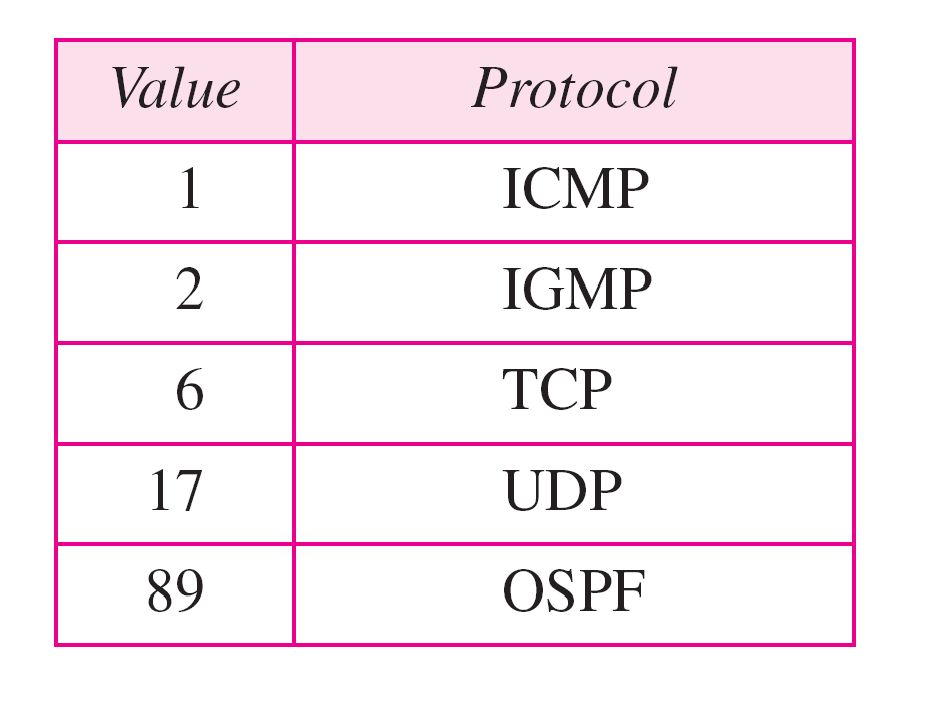 Value Protocol
1 ICMP
2 IGMP
6 TCP
17 UDP
89 OSPF